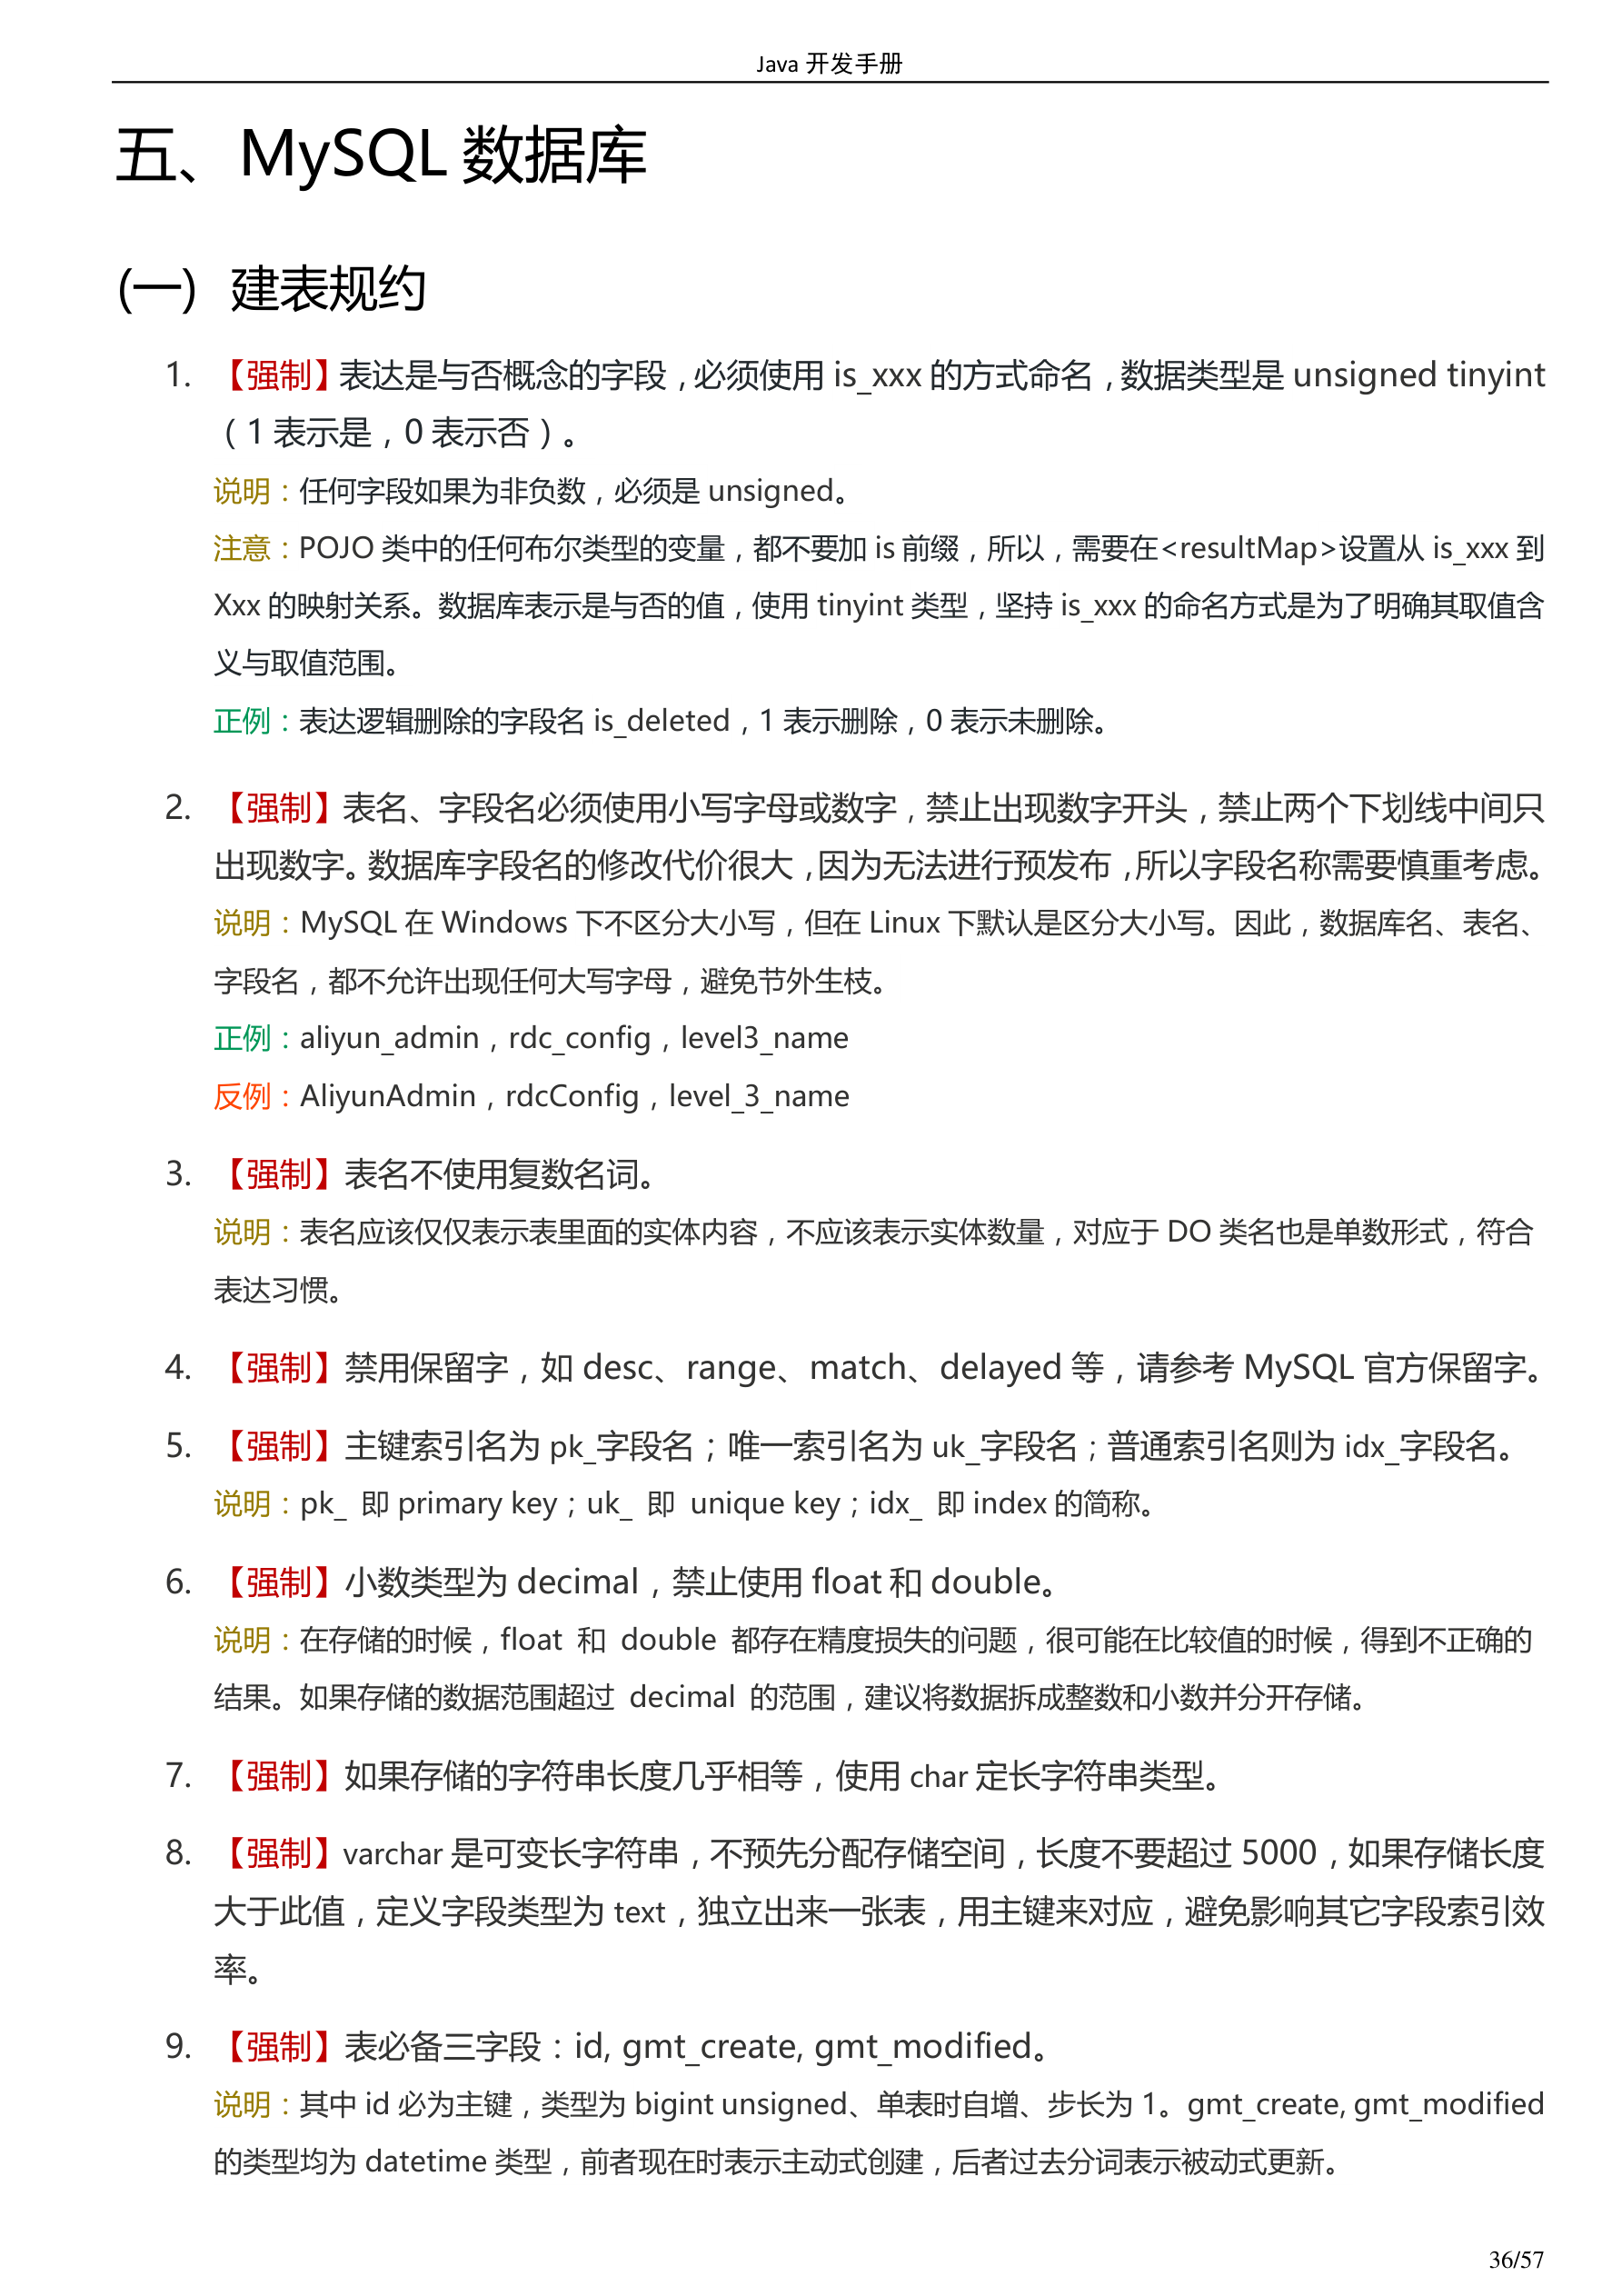 Java 开发手册
五、MySQL 数据库
(一) 建表规约
1. 【强制】表达是与否概念的字段，必须使用 is_xxx 的方式命名，数据类型是 unsigned tinyint
（1 表示是，0 表示否）。
说明：任何字段如果为非负数，必须是 unsigned。
注意：POJO 类中的任何布尔类型的变量，都不要加 is 前缀，所以，需要在<resultMap>设置从 is_xxx 到
Xxx 的映射关系。数据库表示是与否的值，使用 tinyint 类型，坚持 is_xxx 的命名方式是为了明确其取值含
义与取值范围。
正例：表达逻辑删除的字段名 is_deleted，1 表示删除，0 表示未删除。
2. 【强制】表名、字段名必须使用小写字母或数字，禁止出现数字开头，禁止两个下划线中间只
出现数字。数据库字段名的修改代价很大，因为无法进行预发布，所以字段名称需要慎重考虑。
说明：MySQL 在 Windows 下不区分大小写，但在 Linux 下默认是区分大小写。因此，数据库名、表名、
字段名，都不允许出现任何大写字母，避免节外生枝。
正例：aliyun_admin，rdc_config，level3_name
反例：AliyunAdmin，rdcConfig，level_3_name
3. 【强制】表名不使用复数名词。
说明：表名应该仅仅表示表里面的实体内容，不应该表示实体数量，对应于 DO 类名也是单数形式，符合
表达习惯。
4. 【强制】禁用保留字，如 desc、range、match、delayed 等，请参考 MySQL 官方保留字。
5. 【强制】主键索引名为 pk_字段名；唯一索引名为 uk_字段名；普通索引名则为 idx_字段名。
说明：pk_ 即 primary key；uk_ 即 unique key；idx_ 即 index 的简称。
6. 【强制】小数类型为 decimal，禁止使用 float 和 double。
说明：在存储的时候，float 和 double 都存在精度损失的问题，很可能在比较值的时候，得到不正确的
结果。如果存储的数据范围超过 decimal 的范围，建议将数据拆成整数和小数并分开存储。
7. 【强制】如果存储的字符串长度几乎相等，使用 char 定长字符串类型。
8. 【强制】varchar 是可变长字符串，不预先分配存储空间，长度不要超过 5000，如果存储长度
大于此值，定义字段类型为 text，独立出来一张表，用主键来对应，避免影响其它字段索引效
率。
9. 【强制】表必备三字段：id, gmt_create, gmt_modified。
说明：其中 id 必为主键，类型为 bigint unsigned、单表时自增、步长为 1。gmt_create, gmt_modified
的类型均为 datetime 类型，前者现在时表示主动式创建，后者过去分词表示被动式更新。
36/57